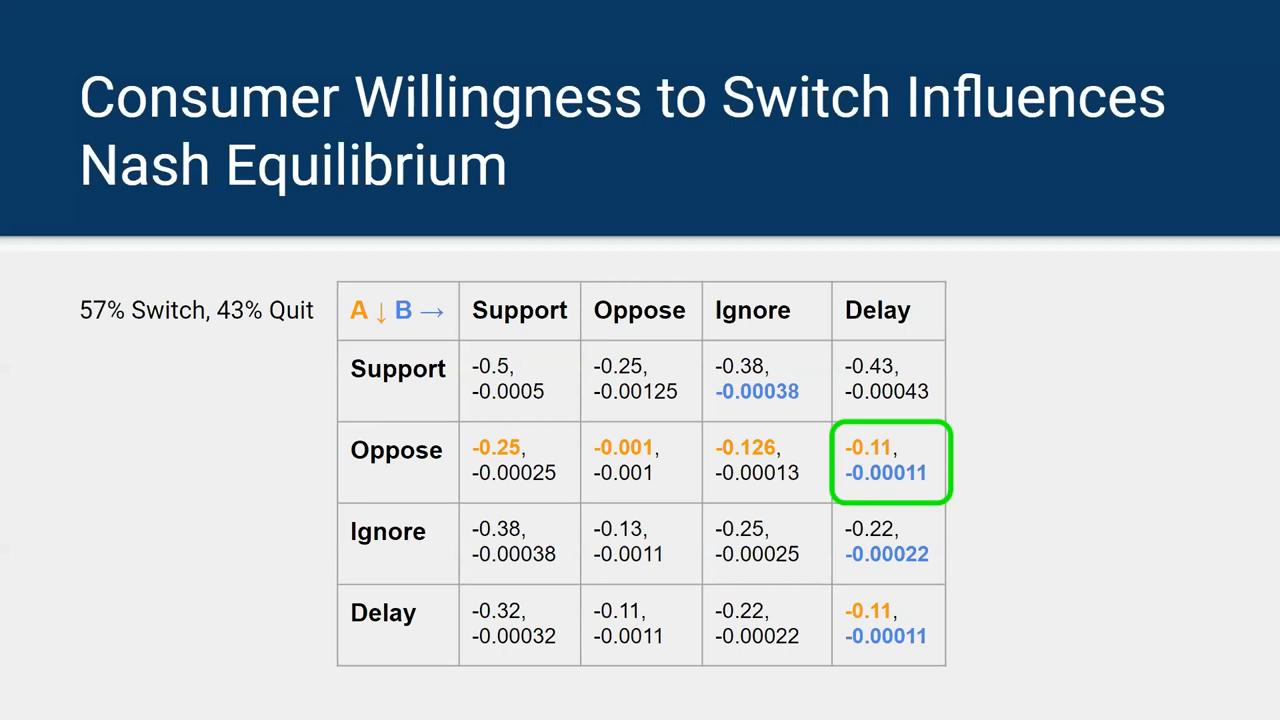 Consumer Willingness to Switch Influences
Nash Equilibrium
57% Switch, 43% Quit
A ↓ B → Support Oppose Ignore Delay
Support -0.5, -0.25, -0.38, -0.43,
-0.0005 -0.00125 -0.00038 -0.00043
Oppose -0.25, -0.001, -0.126, -0.11,
-0.00025 -0.001 -0.00013 -0.00011
Ignore -0.38, -0.13, -0.25, -0.22,
-0.00038 -0.0011 -0.00025 -0.00022
Delay -0.32, -0.11, -0.22, -0.11,
-0.00032 -0.0011 -0.00022 -0.00011